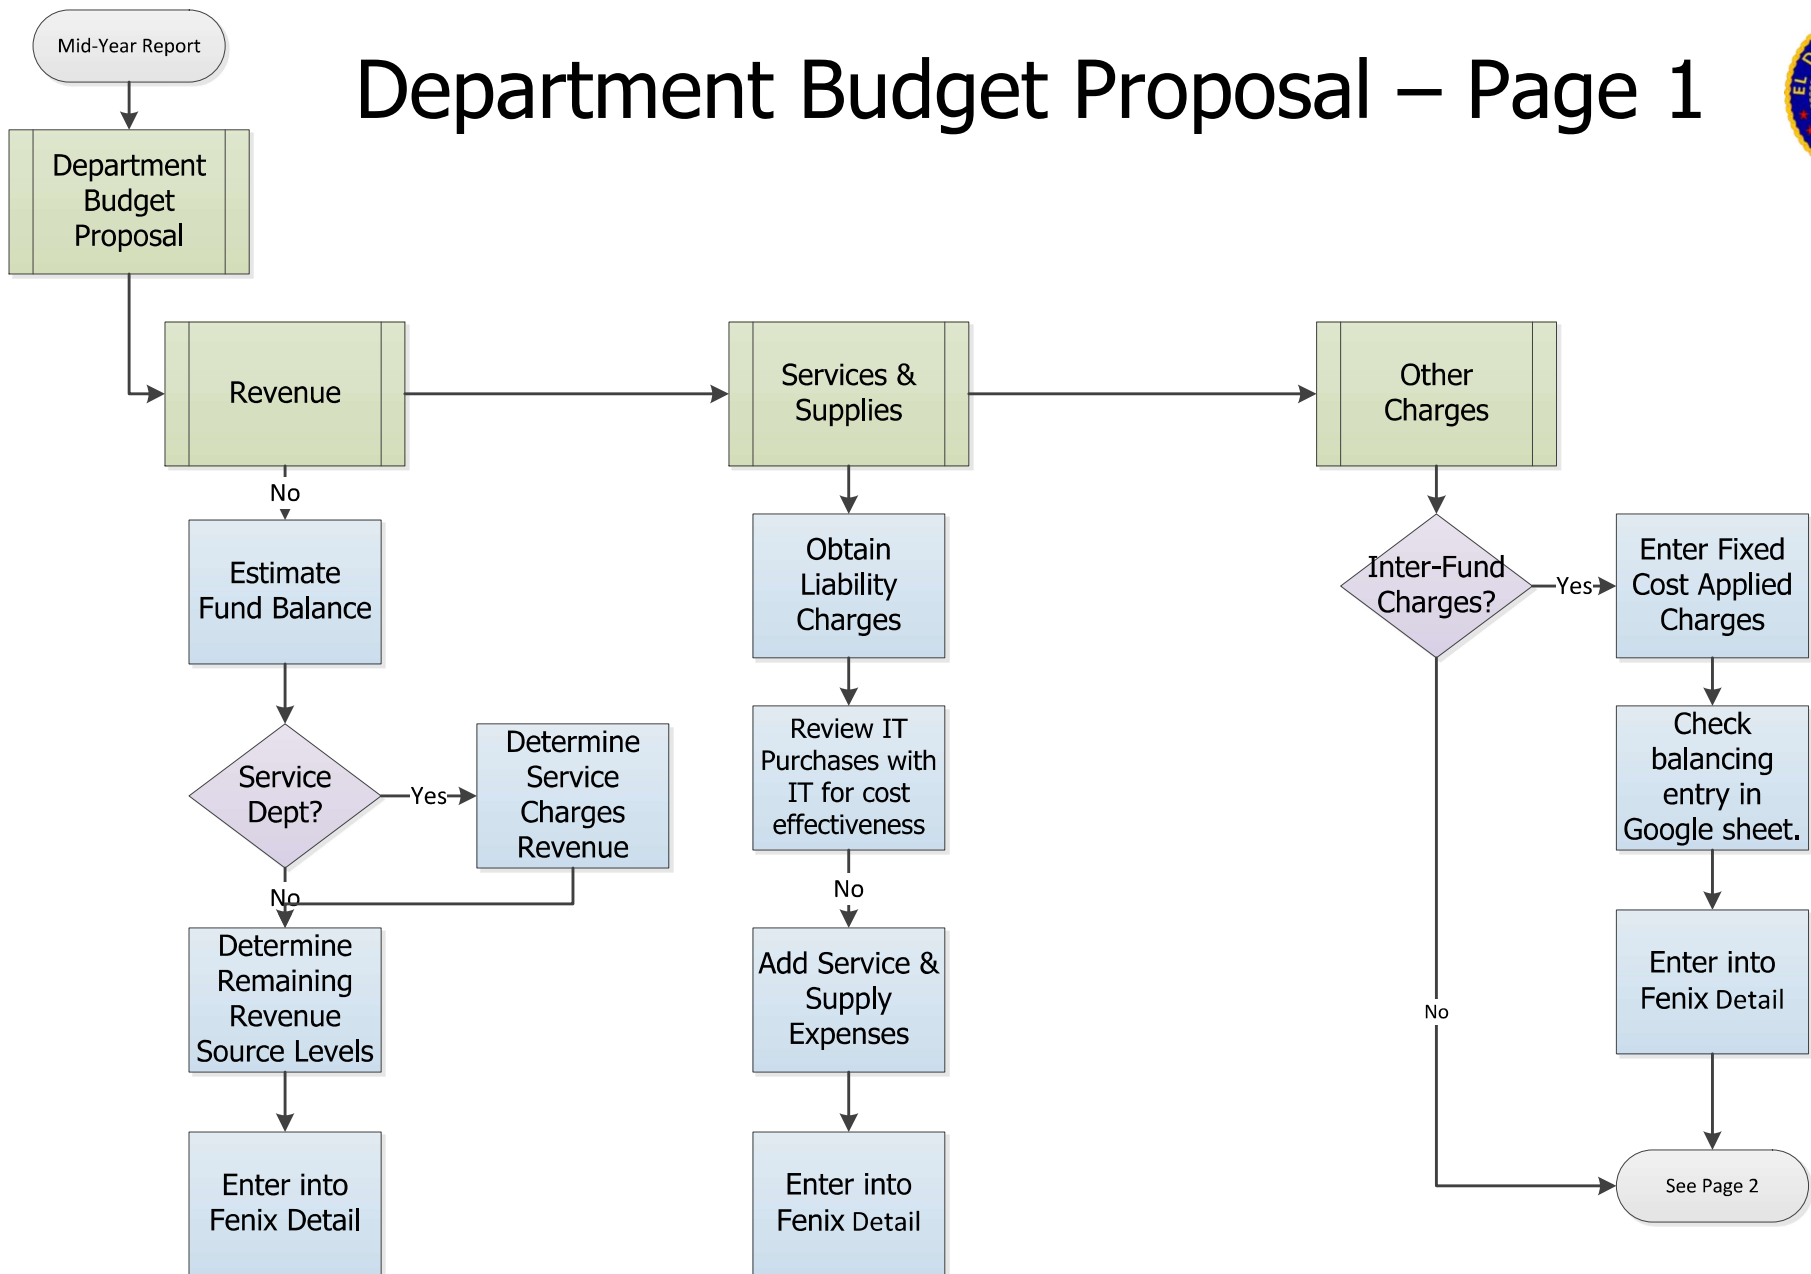 Mid-Year Report
Department Budget Proposal – Page 1
EL D
Department
Budget
Proposal
Revenue
Services &
Supplies
Other
Charges
No
Estimate
Fund Balance
Service
Dept?
Yes
Determine
Service
Charges
Revenue
No
Determine
Remaining
Revenue
Source Levels
Enter into
Fenix Detail
Obtain
Liability
Charges
Review IT
Purchases with
IT for cost
effectiveness
No
Add Service &
Supply
Expenses
Enter into
Fenix Detail
Inter-Fund
Charges?
Yes
Enter Fixed
Cost Applied
Charges
Check
balancing
entry in
Google sheet.
Enter into
Fenix Detail
No
See Page 2